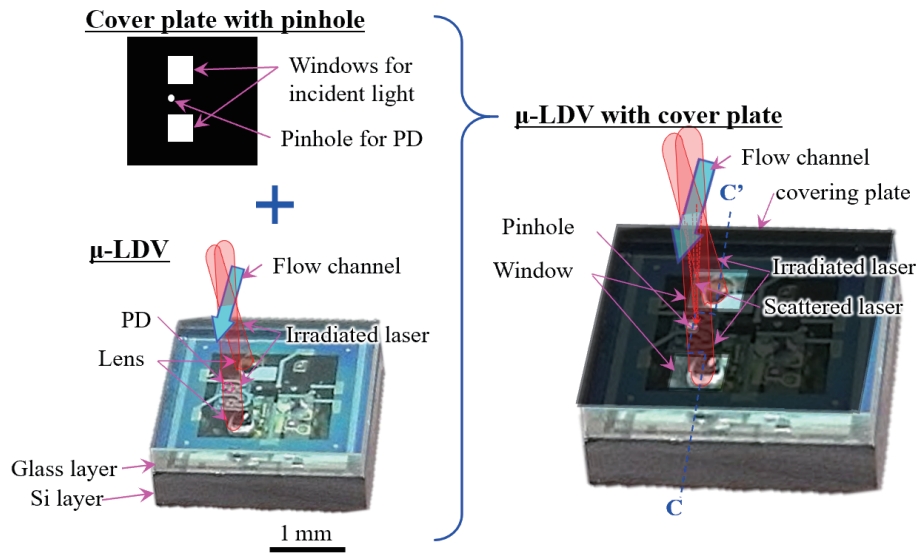 Cover plate with pinhole
Windows for
incident light
Pinhole for PD
μ-LDV
Flow channel
PD
Irradiated laser
Lens
Glass layer
Si layer
1 mm
μ-LDV with cover plate
Flow channel
C’
covering plate
Pinhole
Window
Irradiated laser
Scattered laser
C